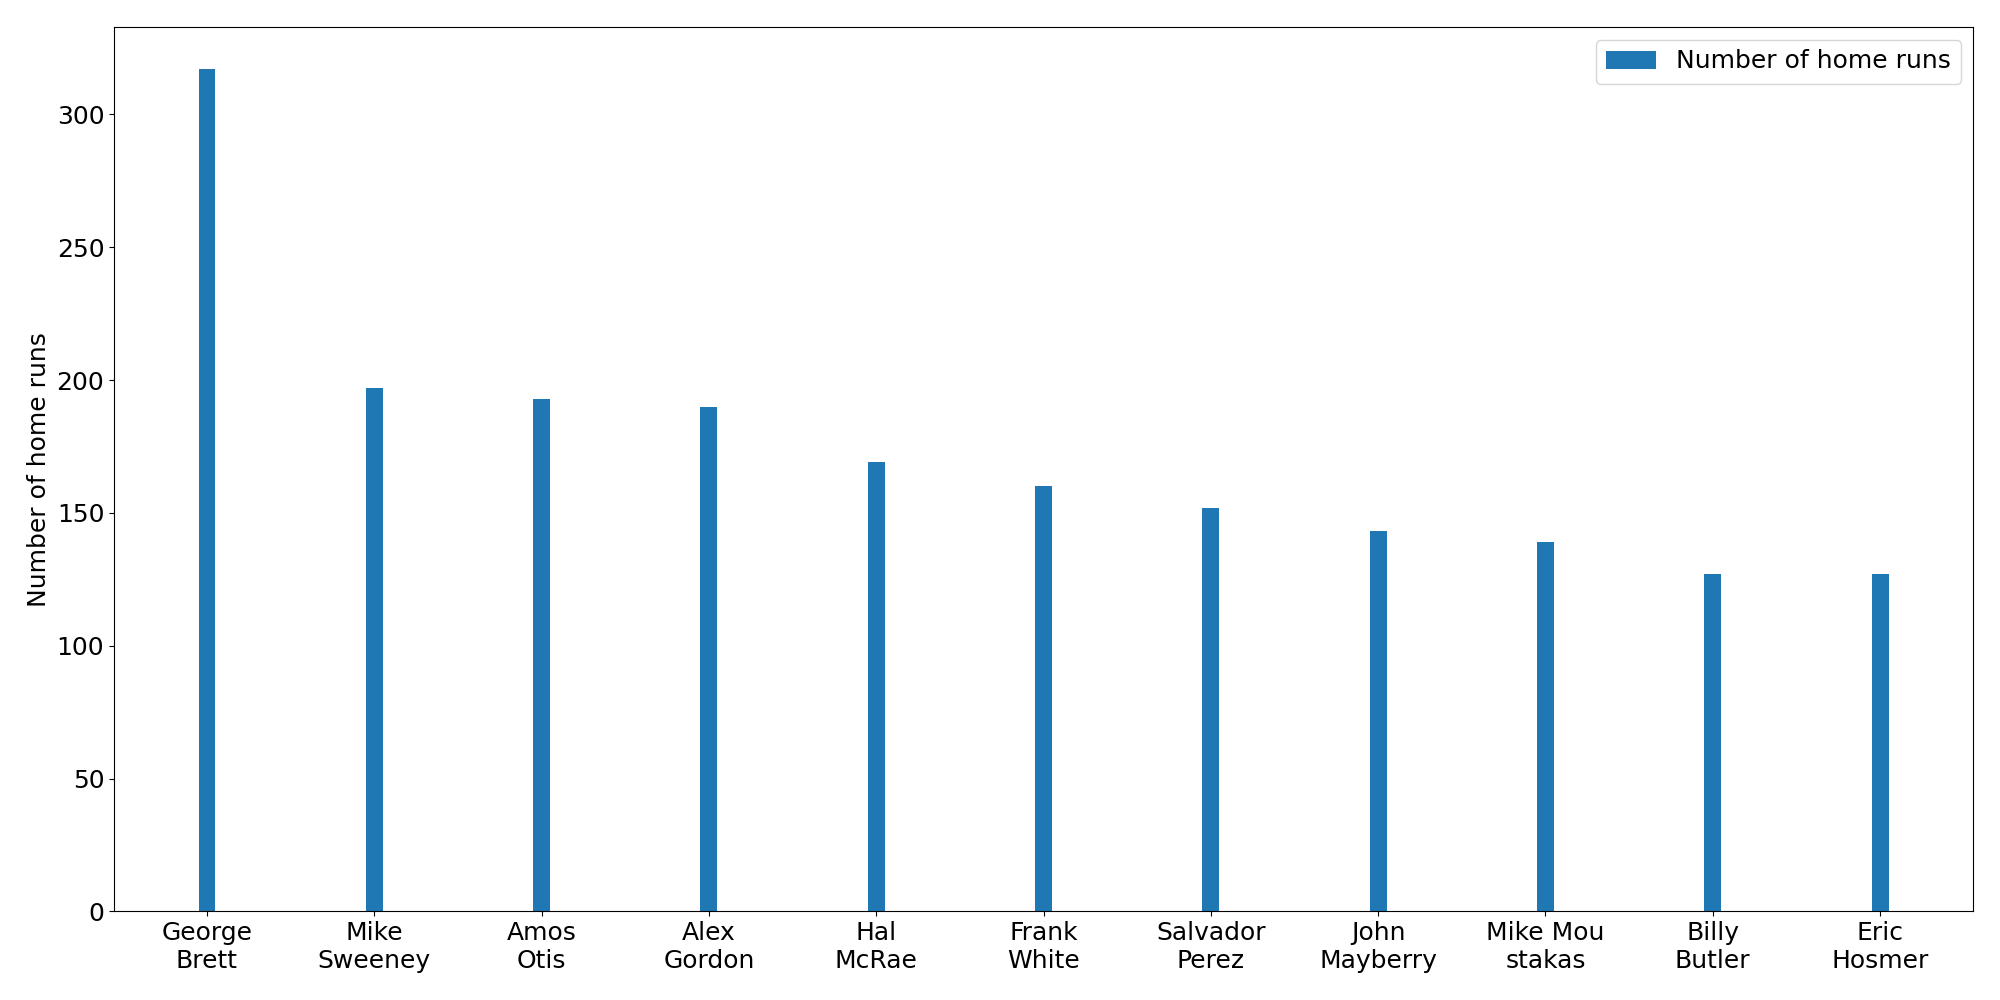 Number of home runs
300
250
200
150
100
50
0
Number of home runs
George
Brett
Mike
Sweeney
Amos
Otis
Alex
Gordon
Hal
McRae
Frank
White
Salvador
Perez
John
Mayberry
Mike Mou
stakas
Billy
Butler
Eric
Hosmer